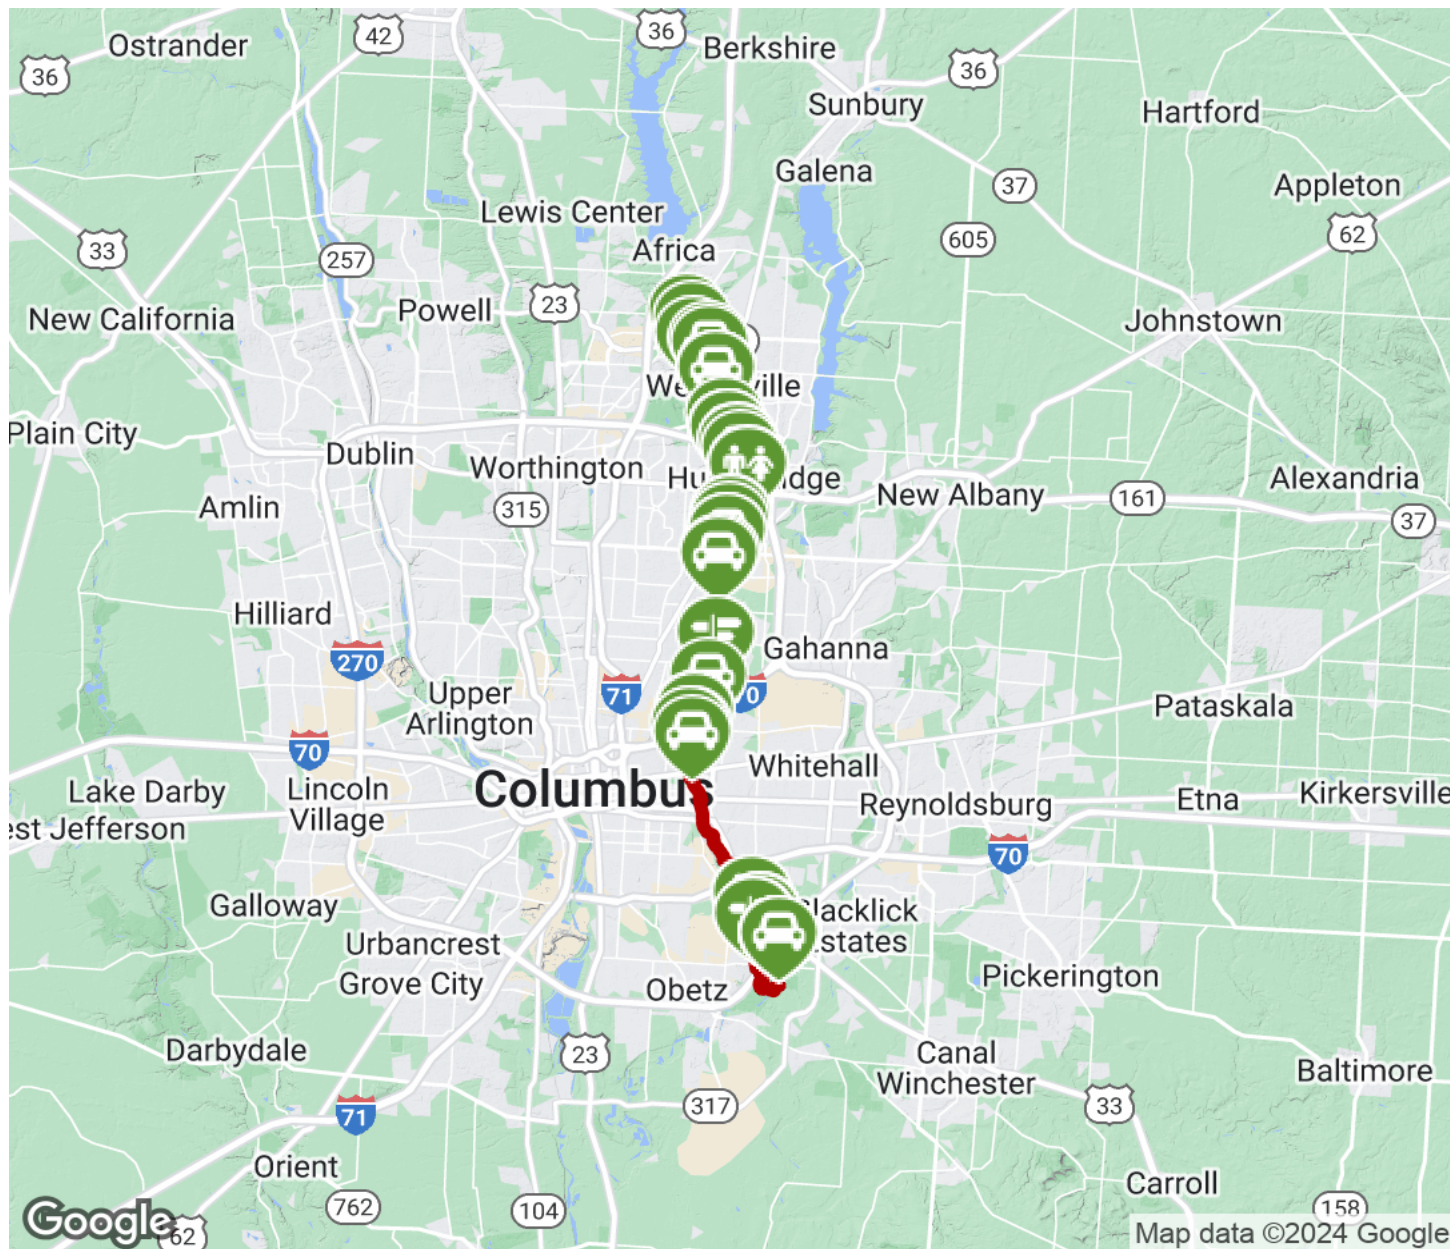 Ostrander
42
36
Berkshire
36
36
Sunbury
Hartford
Galena
37
Appleton
Lewis Center
33
257
Africa
605
62
23
Powell
New California
Johnstown
Plain City
Dublin
Worthington
New Albany
Alexandria
Amlin
315
161
37
Hilliard
270
Gahanna
71
Upper
Arlington
Pataskala
70
Columbus
Whitehall
Lake Darby
Lincoln
Village
Reynoldsburg
Etna
Kirkersville
est Jefferson
70
Galloway
Blacklick
Estates
Urbancrest
Grove City
Obetz
Pickerington
Darbydale
23
Canal
Winchester
Baltimore
317
33
71
Orient
Carroll
762
104
158
Google
62
Map data ©2024 Google